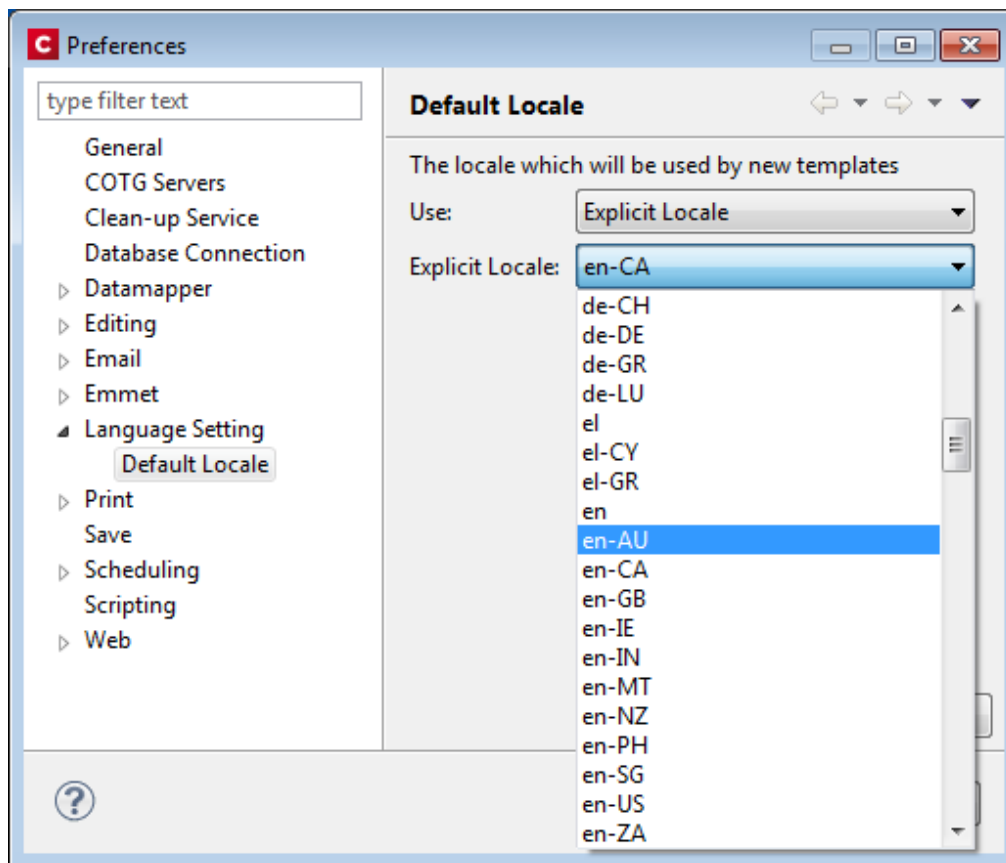 C Preferences
type filter text
General
COTG Servers
Clean-up Service
Database Connection
Datamapper
Editing
Email
Emmet
Language Setting
Default Locale
Print
Save
Scheduling
Scripting
Web
?
Default Locale
The locale which will be used by new templates
Use: Explicit Locale
Explicit Locale: en-CA
de-CH
de-DE
de-GR
de-LU
el
el-CY
el-GR
en
en-AU
en-CA
en-GB
en-IE
en-IN
en-MT
en-NZ
en-PH
en-SG
en-US
en-ZA